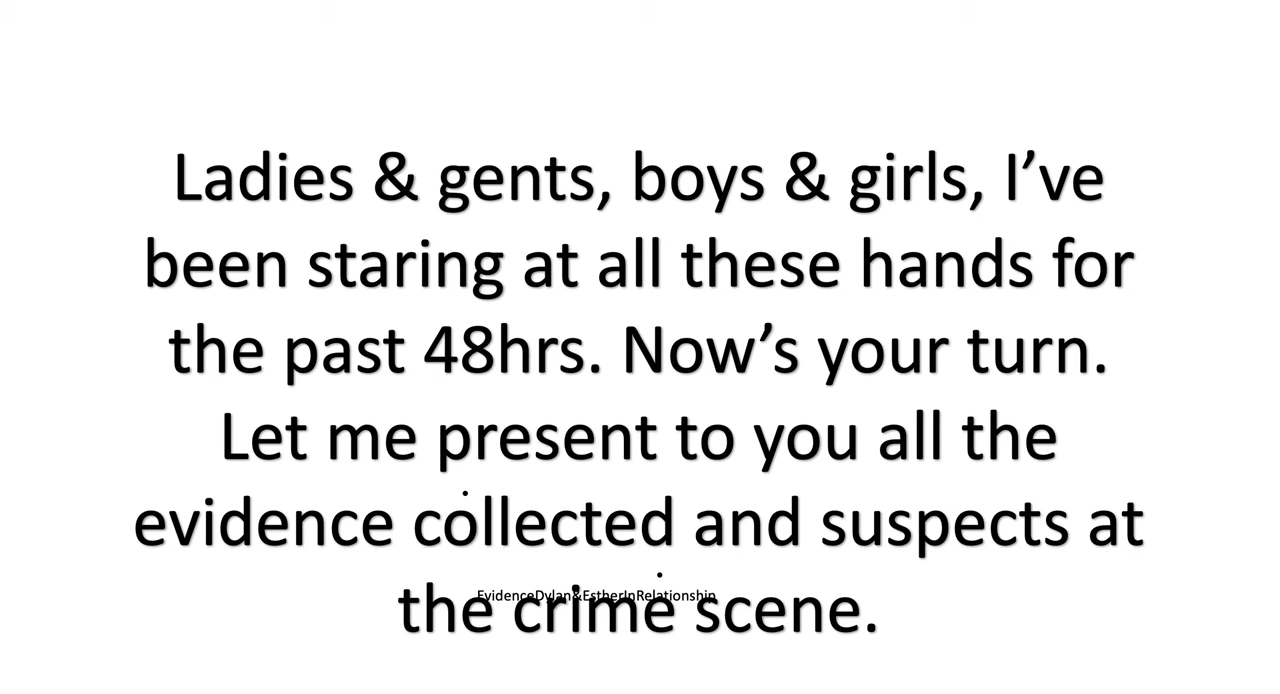 Ladies & gents, boys & girls, I’ve
been staring at all these hands for
the past 48hrs. Now’s your turn.
Let me present to you all the
evidence collected and suspects at
the crime scene.
EvidenceDylan&EstherInRelationship